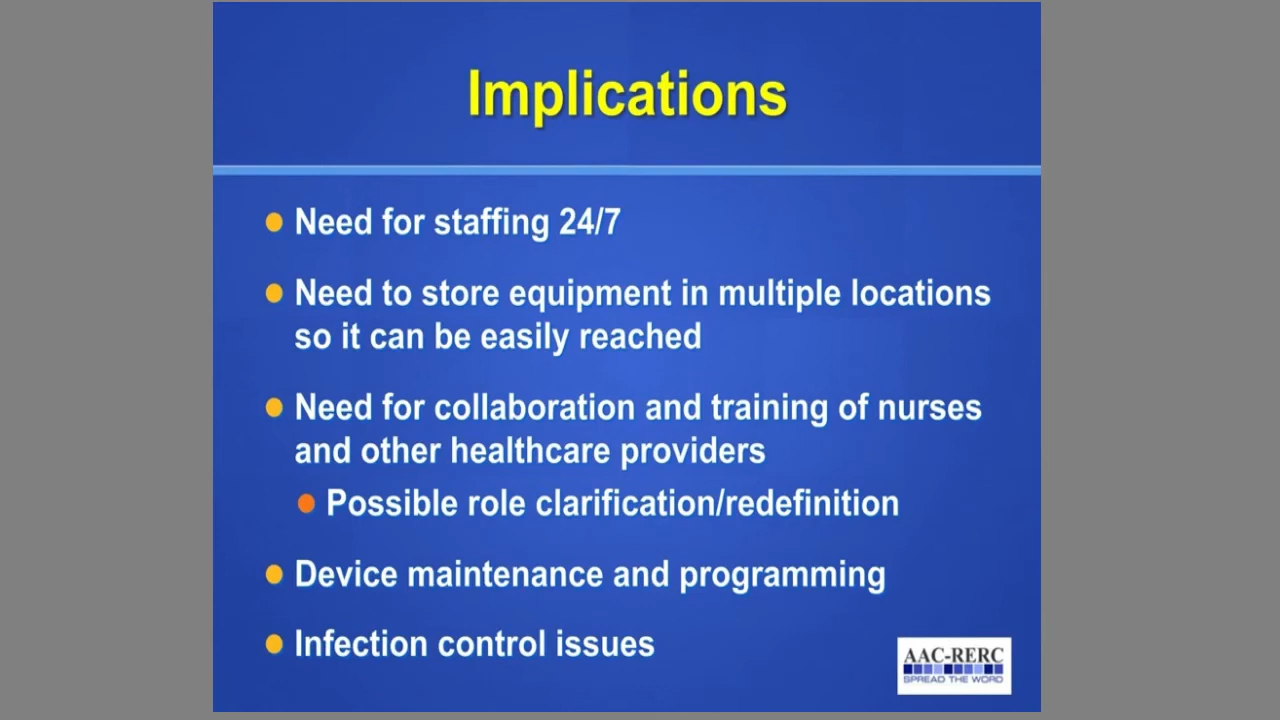 Implications
Need for staffing 24/7
Need to store equipment in multiple locations
so it can be easily reached
Need for collaboration and training of nurses
and other healthcare providers
Possible role clarification/redefinition
Device maintenance and programming
Infection control issues
AAC-RERC
SPREAD THE WORD